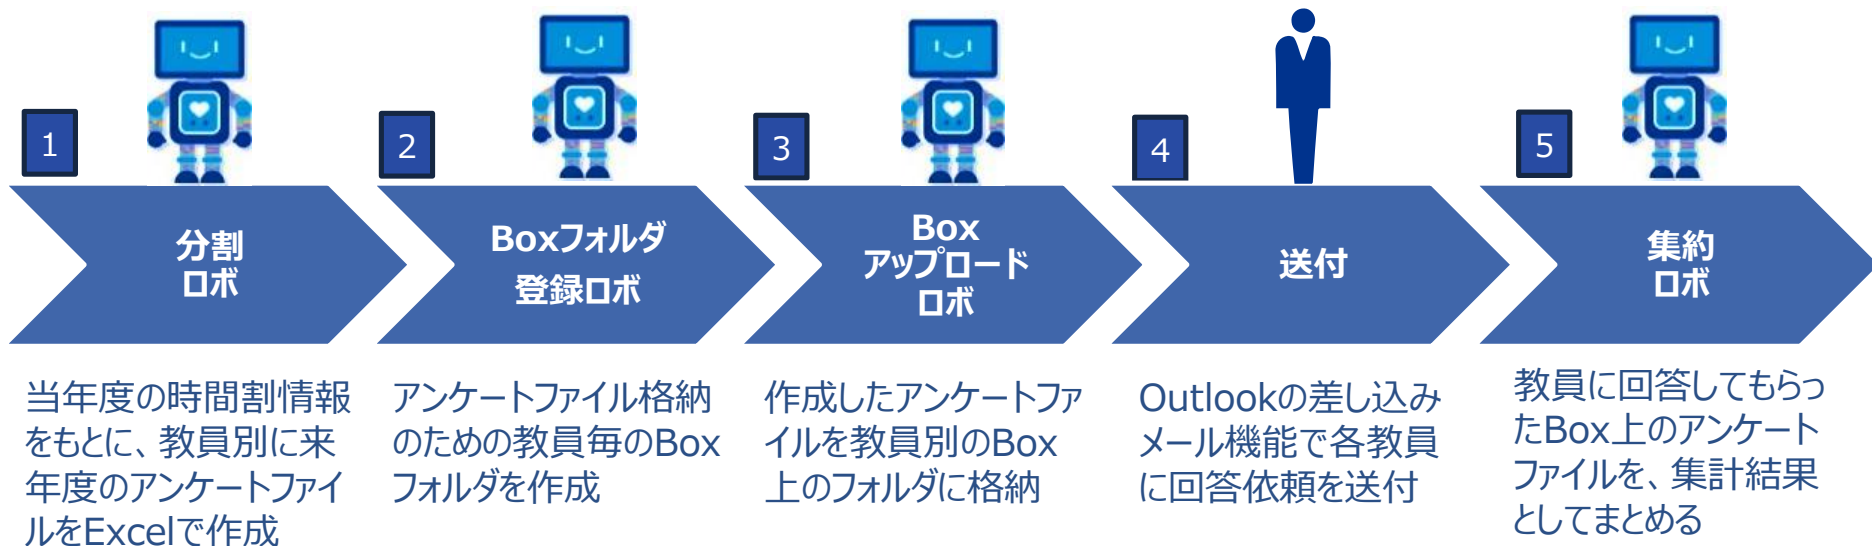 1
分割
ロボ
当年度の時間割情報
をもとに、教員別に来
年度のアンケートファイ
ルをExcelで作成
2
Boxフォルダ
登録ロボ
アンケートファイル格納
のための教員毎のBox
フォルダを作成
3
Box
アップロード
ロボ
作成したアンケートファ
イルを教員別のBox
上のフォルダに格納
4
送付
Outlookの差し込み
メール機能で各教員
に回答依頼を送付
5
集約
ロボ
教員に回答してもらっ
たBox上のアンケート
ファイルを、集計結果
としてまとめる